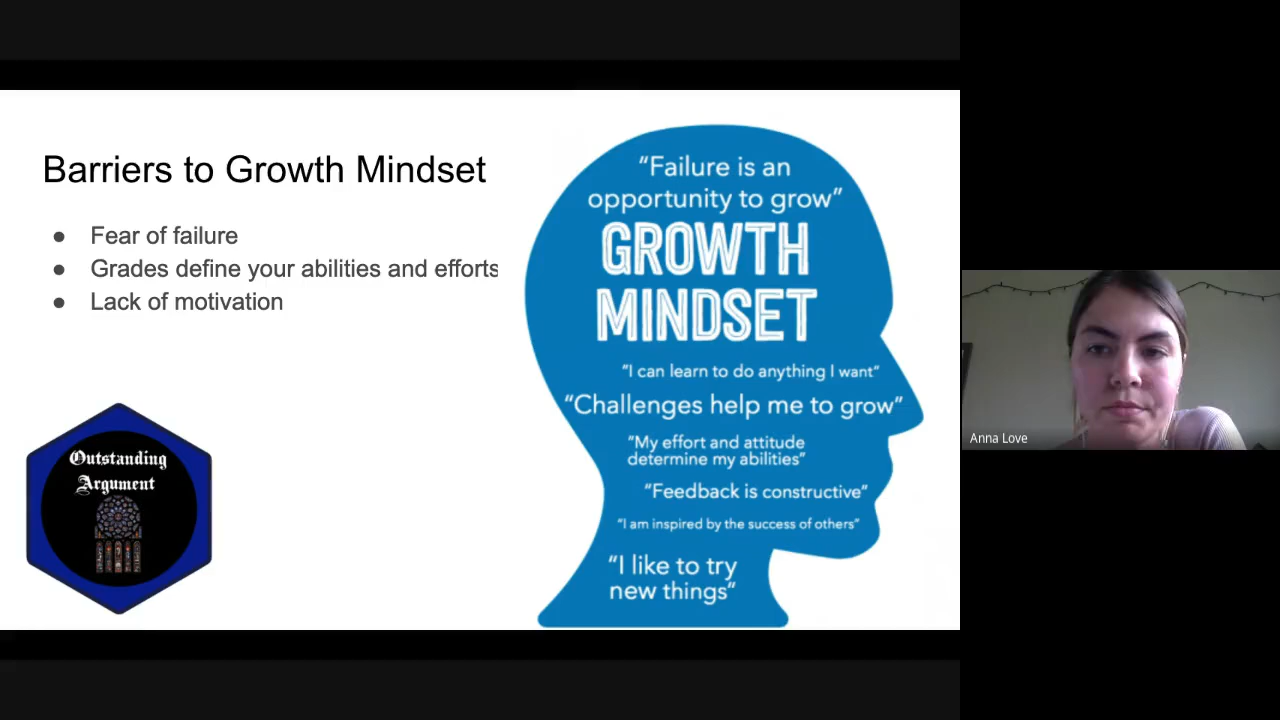 Barriers to Growth Mindset
● Fear of failure
● Grades define your abilities and efforts
● Lack of motivation
Outstanding
Argument
“Failure is an
opportunity to grow”
GROWTH
MINDSET
“I can learn to do anything I want”
“Challenges help me to grow”
“My effort and attitude
determine my abilities”
“Feedback is constructive”
“I am inspired by the success of others”
“I like to try
new things”
Anna Love